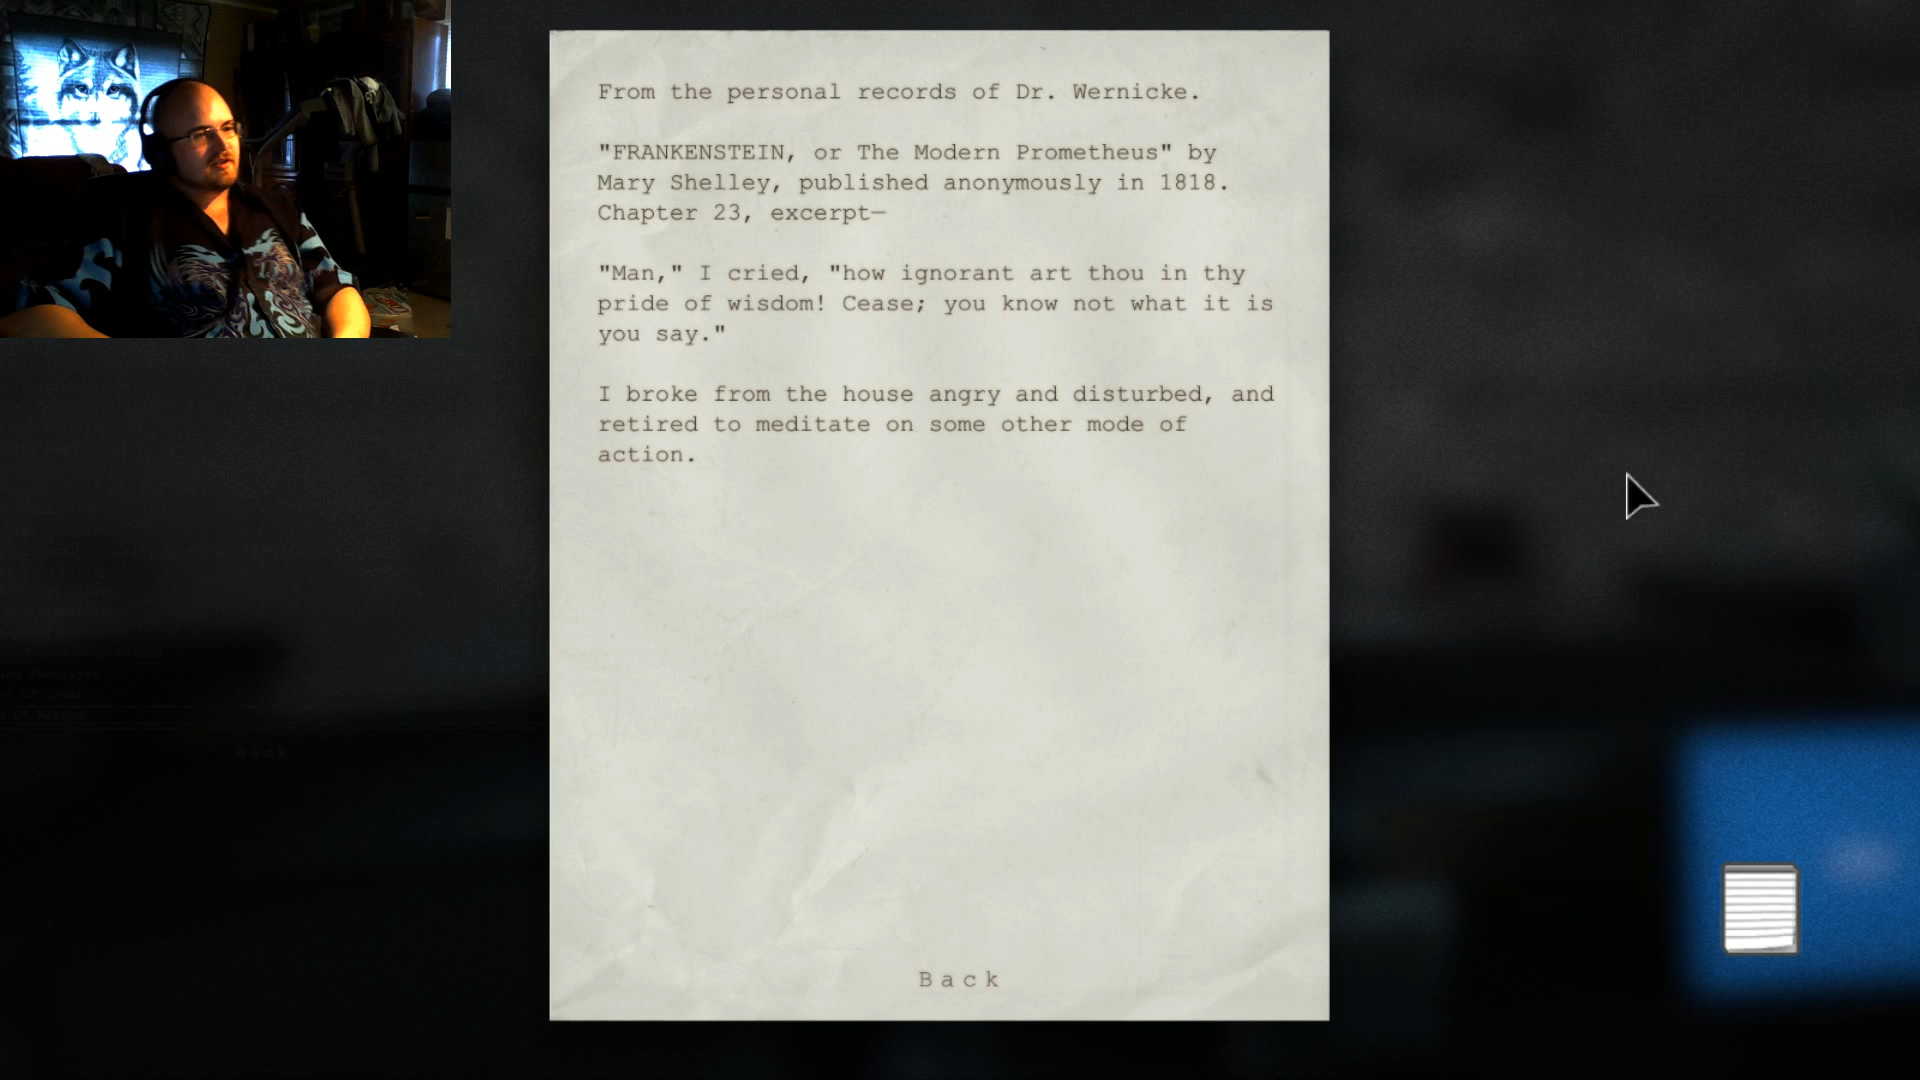 From the personal records of Dr. Wernicke.
"FRANKENSTEIN, or The Modern Prometheus" by
Mary Shelley, published anonymously in 1818.
Chapter 23, excerpt—
"Man," I cried, "how ignorant art thou in thy
pride of wisdom! Cease; you know not what it is
you say."
I broke from the house angry and disturbed, and
retired to meditate on some other mode of
action.
Back
Back